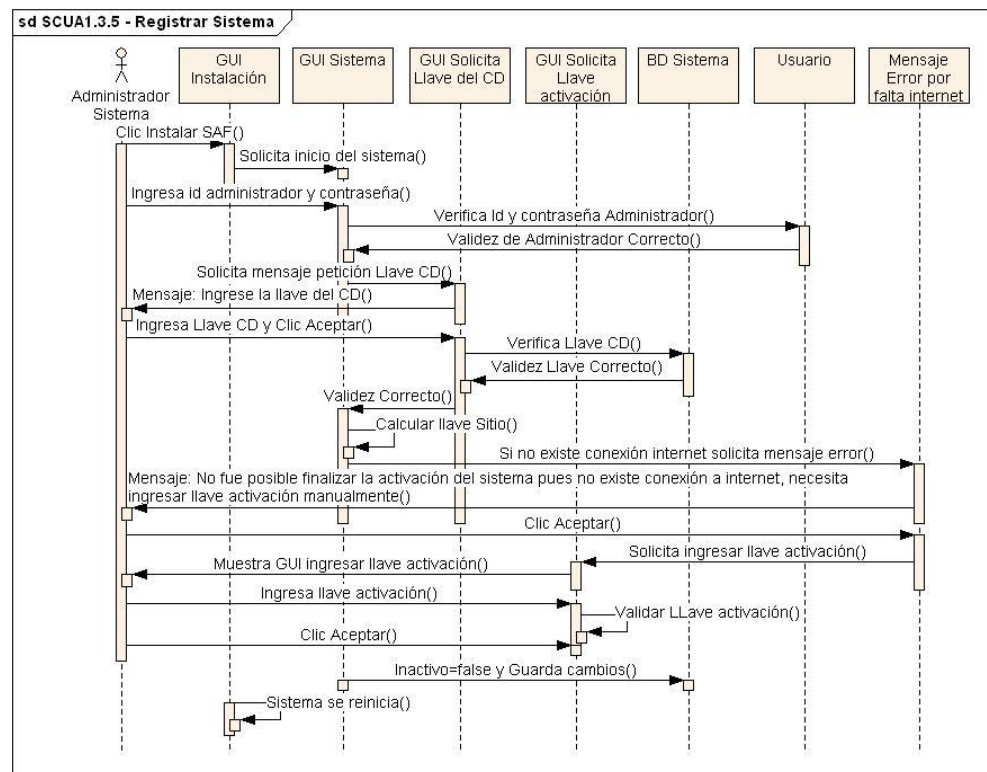 sd SCUA1.3.5 - Registrar Sistema
Administrador
Sistema
GUI
Instalación
GUI Sistema
GUI Solicita
Llave del CD
GUI Solicita
Llave
activación
BD Sistema
Usuario
Mensaje
Error por
falta internet
Clic Instalar SAF()
Solicita inicio del sistema()
Ingresa id administrador y contraseña()
Verifica Id y contraseña Administrador()
Validez de Administrador Correcto()
Solicita mensaje petición Llave CD()
Mensaje: Ingrese la llave del CD()
Ingresa Llave CD y Clic Aceptar()
Verifica Llave CD()
Validez Llave Correcto()
Validez Correcto()
Calcular llave Sitio()
Si no existe conexión internet solicita mensaje error()
Mensaje: No fue posible finalizar la activación del sistema pues no existe conexión a internet, necesita
ingresar llave activación manualmente()
Clic Aceptar()
Solicita ingresar llave activación()
Muestra GUI ingresar llave activación()
Ingresa llave activación()
Validar LLave activación()
Clic Aceptar()
Inactivo=false y Guarda cambios()
Sistema se reinicia()